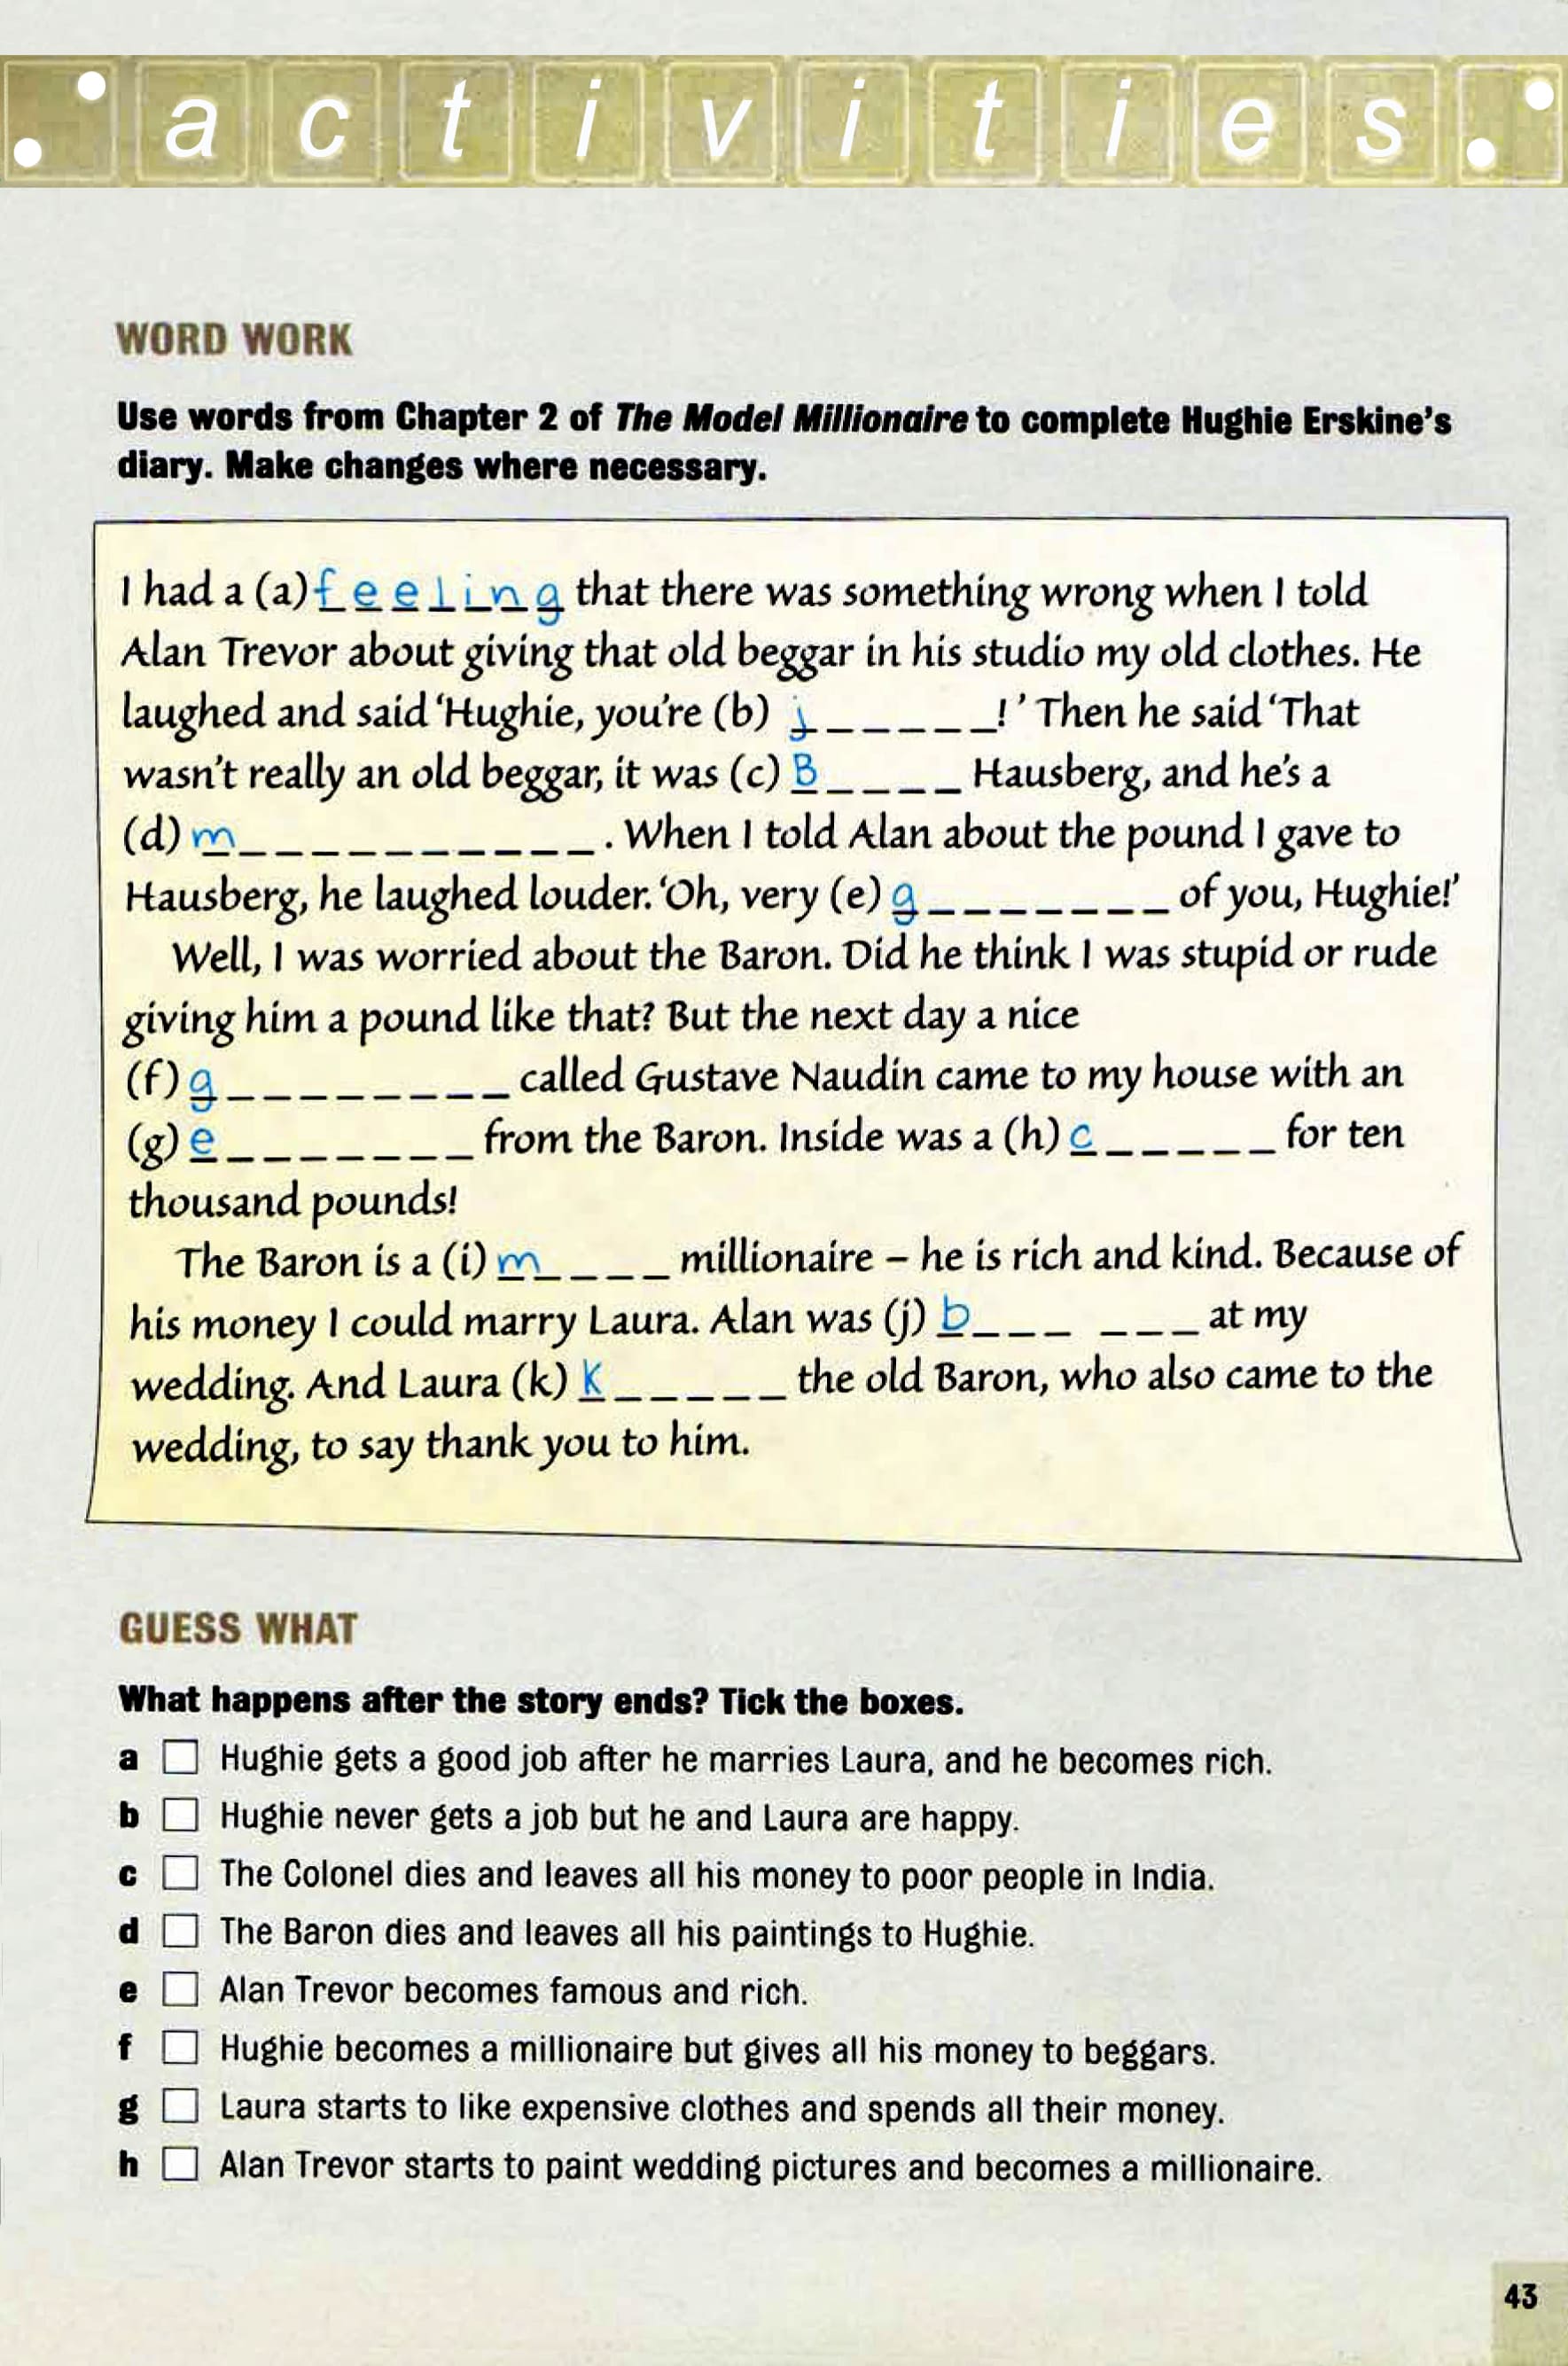 activities
WORD WORK
Use words from Chapter 2 of The Model Millionaire to complete Hughie Erskine's
diary. Make changes where necessary.
I had a (a) feeling that there was something wrong when I told
Alan Trevor about giving that old beggar in his studio my old clothes. He
laughed and said 'Hughie, you're (b) j _ _ _ _ _!' Then he said 'That
wasn't really an old beggar, it was (c) B _ _ _ _ Hausberg, and he's a
(d) m _ _ _ _ _ _ _ _ _ _. When I told Alan about the pound I gave to
Hausberg, he laughed louder. 'Oh, very (e) g _ _ _ _ _ _ _ of you, Hughie!'
Well, I was worried about the Baron. Did he think I was stupid or rude
giving him a pound like that? But the next day a nice
(f) g _ _ _ _ _ _ _ _ called Gustave Naudin came to my house with an
(g) e _ _ _ _ _ _ _ from the Baron. Inside was a (h) c _ _ _ _ _ for ten
thousand pounds!
The Baron is a (i) m _ _ _ _ millionaire – he is rich and kind. Because of
his money I could marry Laura. Alan was (j) b _ _ _ _ _ _ at my
wedding. And Laura (k) k _ _ _ _ _ the old Baron, who also came to the
wedding, to say thank you to him.
GUESS WHAT
What happens after the story ends? Tick the boxes.
a Hughie gets a good job after he marries Laura, and he becomes rich.
b Hughie never gets a job but he and Laura are happy.
c The Colonel dies and leaves all his money to poor people in India.
d The Baron dies and leaves all his paintings to Hughie.
e Alan Trevor becomes famous and rich.
f Hughie becomes a millionaire but gives all his money to beggars.
g Laura starts to like expensive clothes and spends all their money.
h Alan Trevor starts to paint wedding pictures and becomes a millionaire.
43